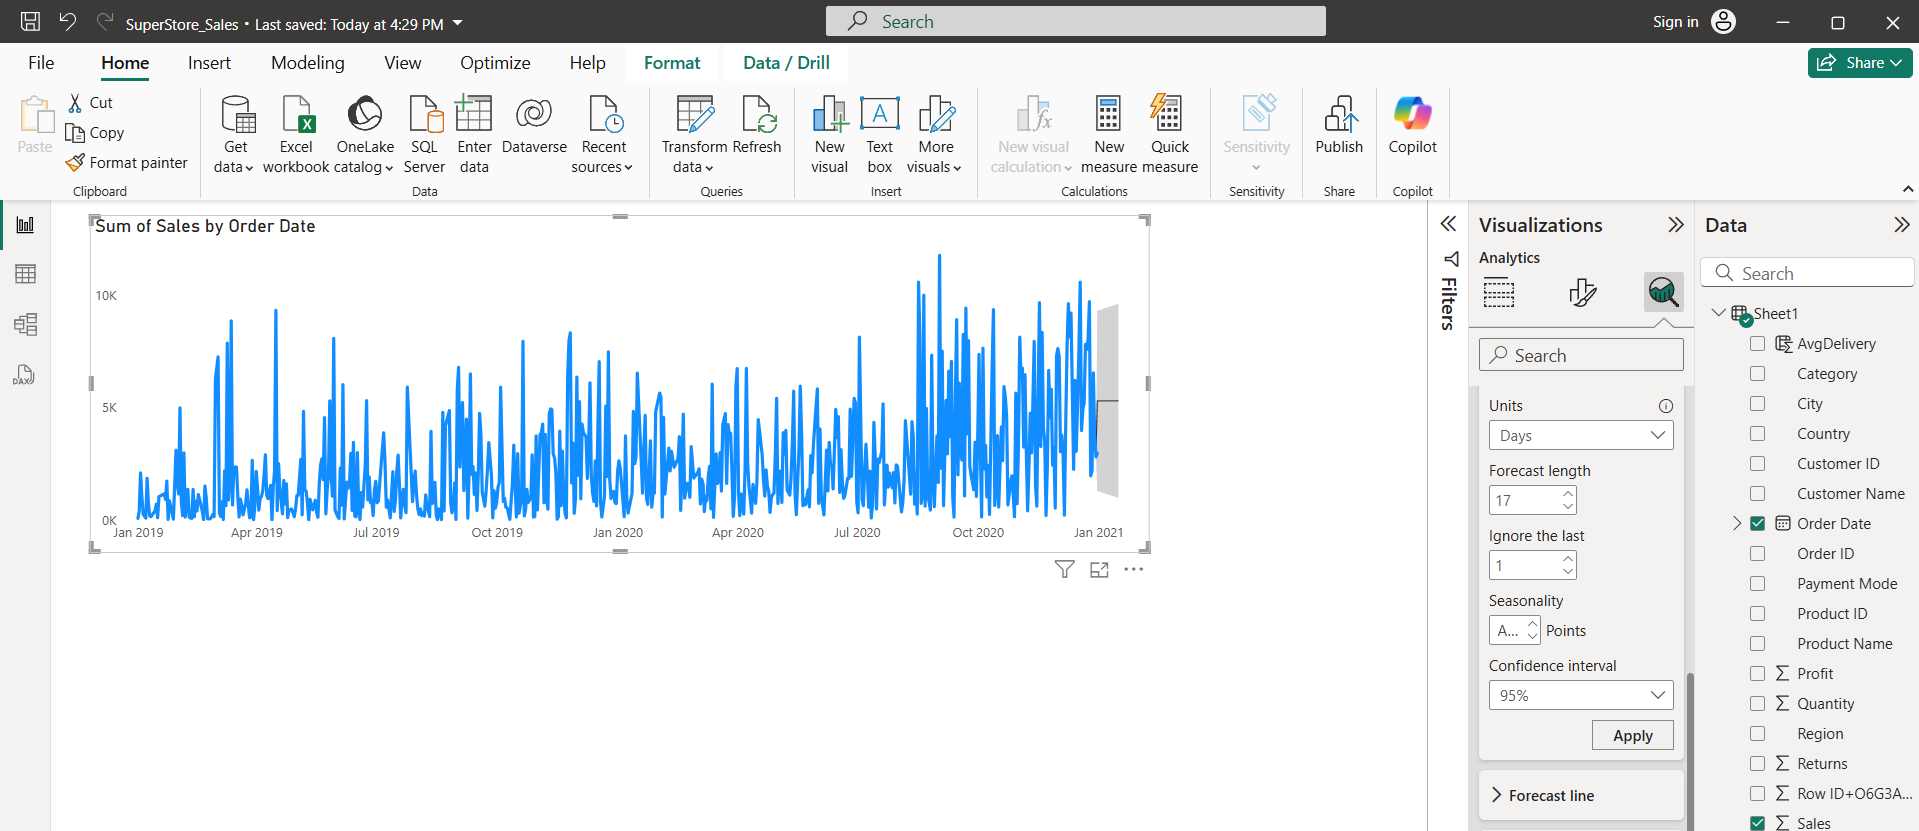 SuperStore_Sales • Last saved: Today at 4:29 PM
Search
Sign in
File Home Insert Modeling View Optimize Help Format Data / Drill
Share
Paste
Cut
Copy
Format painter
Clipboard
Get data
Excel workbook
OneLake catalog
SQL Server
Enter data
Dataverse
Recent sources
Data
Transform data
Refresh
Queries
New visual
Text box
More visuals
Insert
New visual calculation
New measure
Quick measure
Calculations
Sensitivity
Sensitivity
Publish
Share
Copilot
Copilot
Sum of Sales by Order Date
10K
5K
0K
Jan 2019 Apr 2019 Jul 2019 Oct 2019 Jan 2020 Apr 2020 Jul 2020 Oct 2020 Jan 2021
DAX
Filters
Visualizations
Analytics
Search
Units
Days
Forecast length
17
Ignore the last
1
Seasonality
A... Points
Confidence interval
95%
Apply
Forecast line
Data
Search
Sheet1
AvgDelivery
Category
City
Country
Customer ID
Customer Name
Order Date
Order ID
Payment Mode
Product ID
Product Name
Profit
Quantity
Region
Returns
Row ID+O6G3A...
Sales